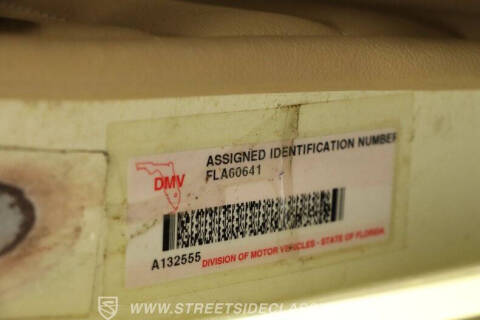 ASSIGNED IDENTIFICATION NUMBER
DMV
FLA60641
A132555
DIVISION OF MOTOR VEHICLES - STATE OF FLORIDA